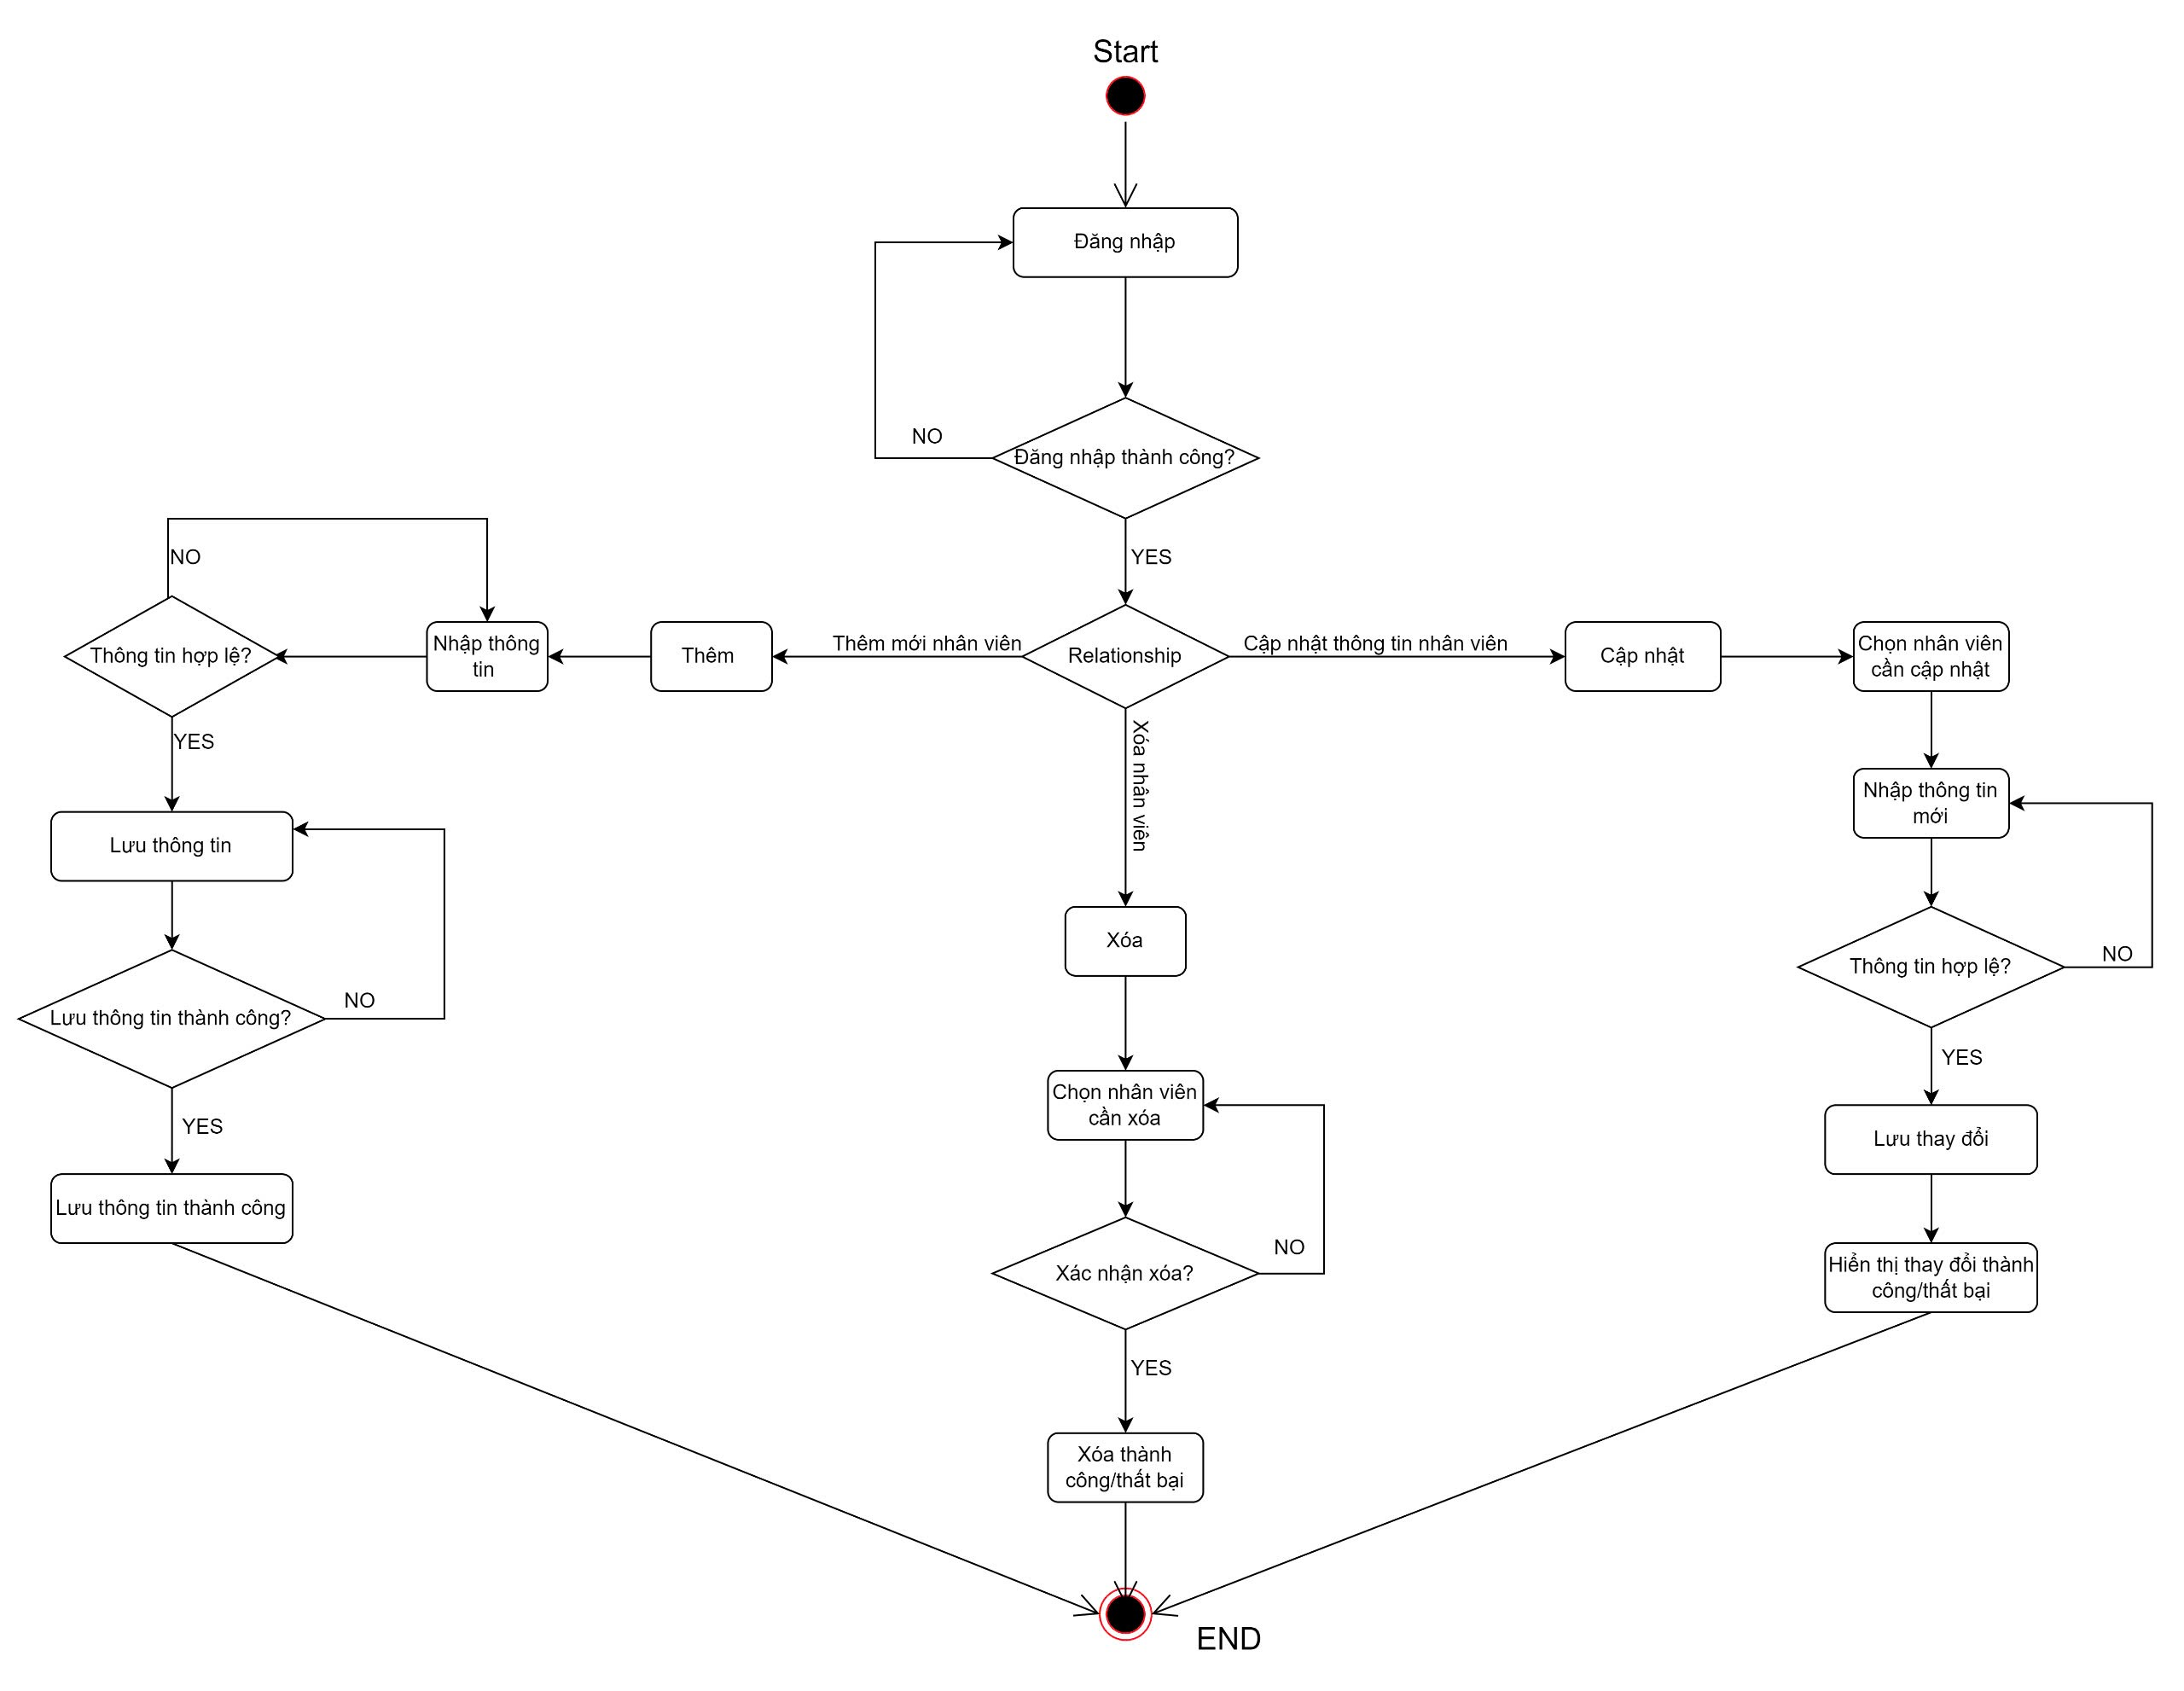 Start
Đăng nhập
NO
Đăng nhập thành công?
YES
NO
Thông tin hợp lệ?
Nhập thông
tin
Thêm
Thêm mới nhân viên
Relationship
Cập nhật thông tin nhân viên
Cập nhật
Chọn nhân viên
cần cập nhật
YES
Xóa nhân viên
Nhập thông tin
mới
Lưu thông tin
Xóa
NO
Thông tin hợp lệ?
NO
Lưu thông tin thành công?
YES
Chọn nhân viên
cần xóa
YES
Lưu thay đổi
Lưu thông tin thành công
NO
Xác nhận xóa?
Hiển thị thay đổi thành
công/thất bại
YES
Xóa thành
công/thất bại
END